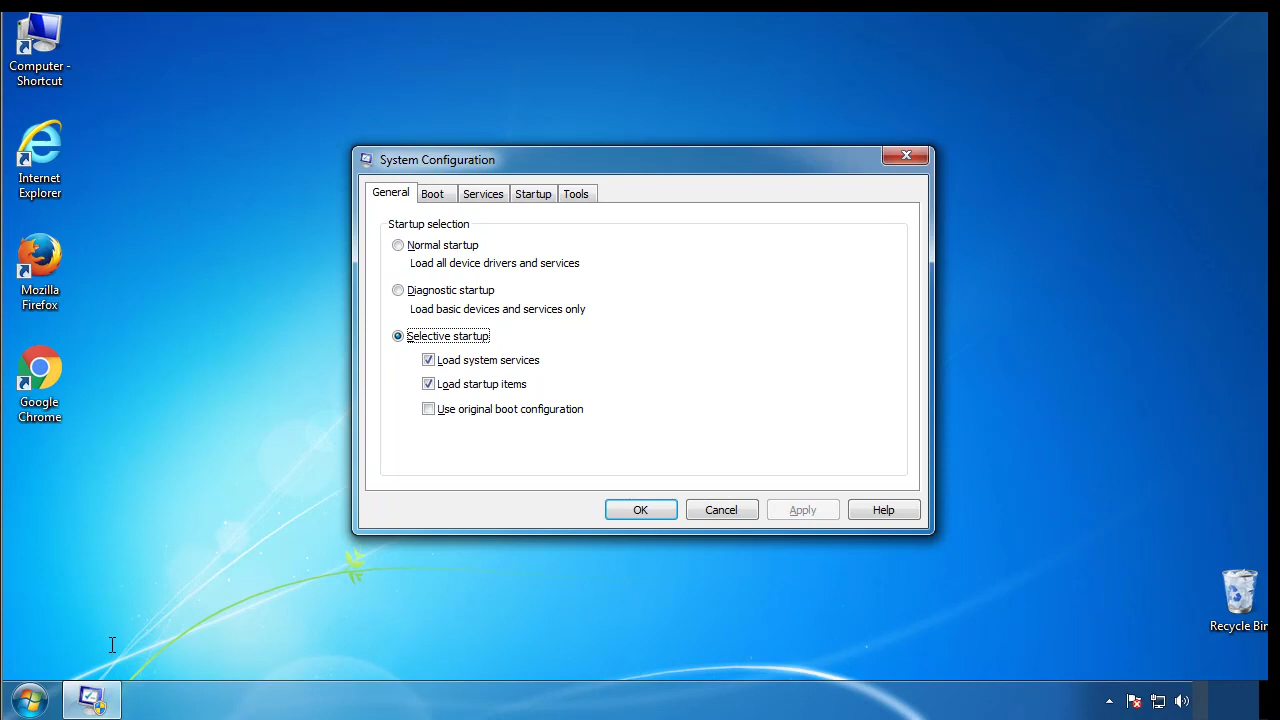 Computer -
Shortcut
Internet
Explorer
Mozilla
Firefox
Google
Chrome
System Configuration
General
Boot
Services
Startup
Tools
Startup selection
Normal startup
Load all device drivers and services
Diagnostic startup
Load basic devices and services only
Selective startup
Load system services
Load startup items
Use original boot configuration
OK
Cancel
Apply
Help
Recycle Bin